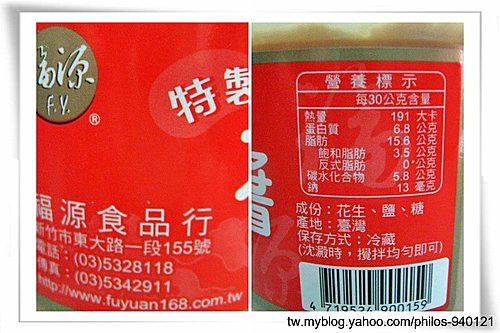 福源
F.Y.
®
特製
福源食品行
新竹市東大路一段155號
電話：(03)5328118
傳真：(03)5342911
http://www.fuyuan168.com.tw
營養標示
每30公克含量
熱量 191 大卡
蛋白質 6.8 公克
脂肪 15.6 公克
飽和脂肪 3.5 公克
反式脂肪 0 公克
碳水化合物 5.8 公克
鈉 13 毫克
成份：花生、鹽、糖
產地：臺灣
保存方式：冷藏
(沈澱時，攪拌均勻即可)
4 719534 900159
tw.myblog.yahoo.com/philos-940121